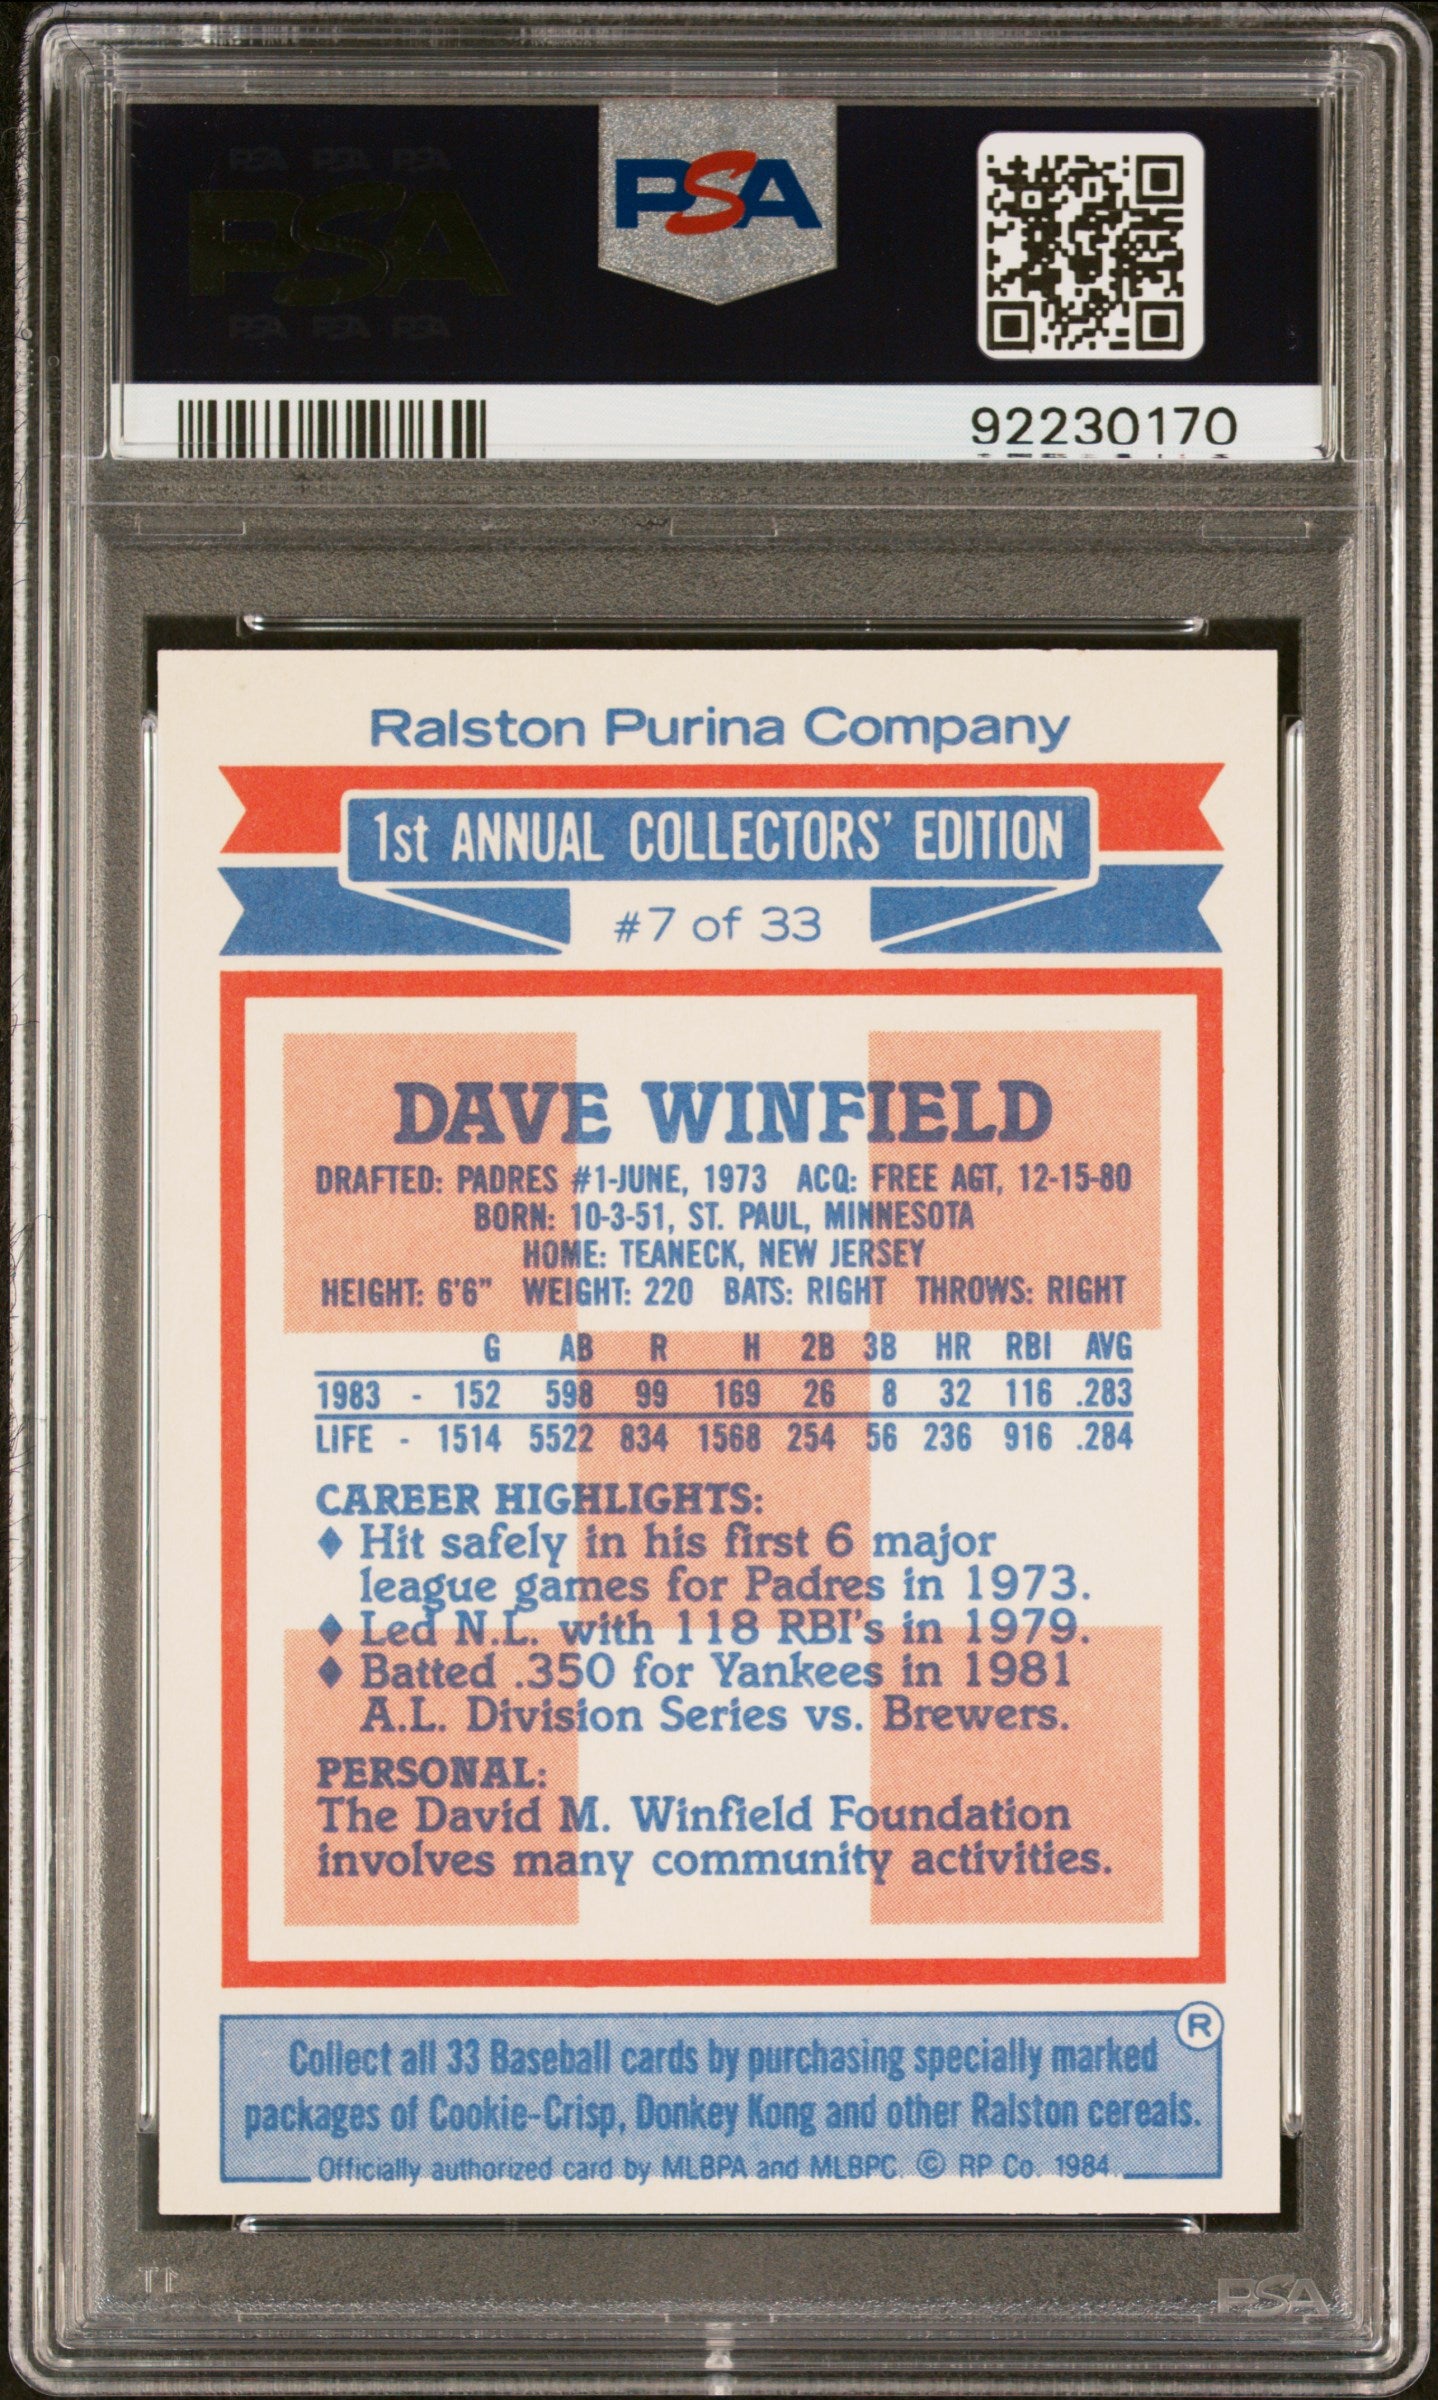 PSA PSA PSA
PSA
PSA PSA PSA
PSA
92230170
Ralston Purina Company
1st ANNUAL COLLECTORS' EDITION
#7 of 33
DAVE WINFIELD
DRAFTED: PADRES #1-JUNE, 1973 ACQ: FREE AGT, 12-15-80
BORN: 10-3-51, ST. PAUL, MINNESOTA
HOME: TEANECK, NEW JERSEY
HEIGHT: 6'6" WEIGHT: 220 BATS: RIGHT THROWS: RIGHT
G AB R H 2B 3B HR RBI AVG
1983 - 152 598 99 169 26 8 32 116 .283
LIFE - 1514 5522 834 1568 254 56 236 916 .284
CAREER HIGHLIGHTS:
♦ Hit safely in his first 6 major
league games for Padres in 1973.
♦ Led N.L. with 118 RBI's in 1979.
♦ Batted .350 for Yankees in 1981
A.L. Division Series vs. Brewers.
PERSONAL:
The David M. Winfield Foundation
involves many community activities.
®
Collect all 33 Baseball cards by purchasing specially marked
packages of Cookie-Crisp, Donkey Kong and other Ralston cereals.
Officially authorized card by MLBPA and MLBPC. © RP Co. 1984.
PSA